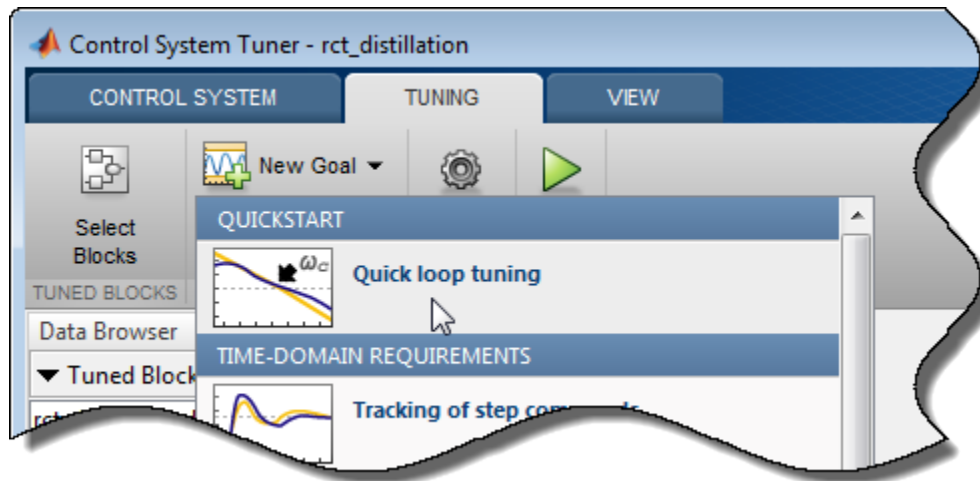 Control System Tuner - rct_distillation
CONTROL SYSTEM
TUNING
VIEW
New Goal
Select
Blocks
TUNED BLOCKS
QUICKSTART
ωc
Quick loop tuning
TIME-DOMAIN REQUIREMENTS
Data Browser
Tuned Block
Tracking of step